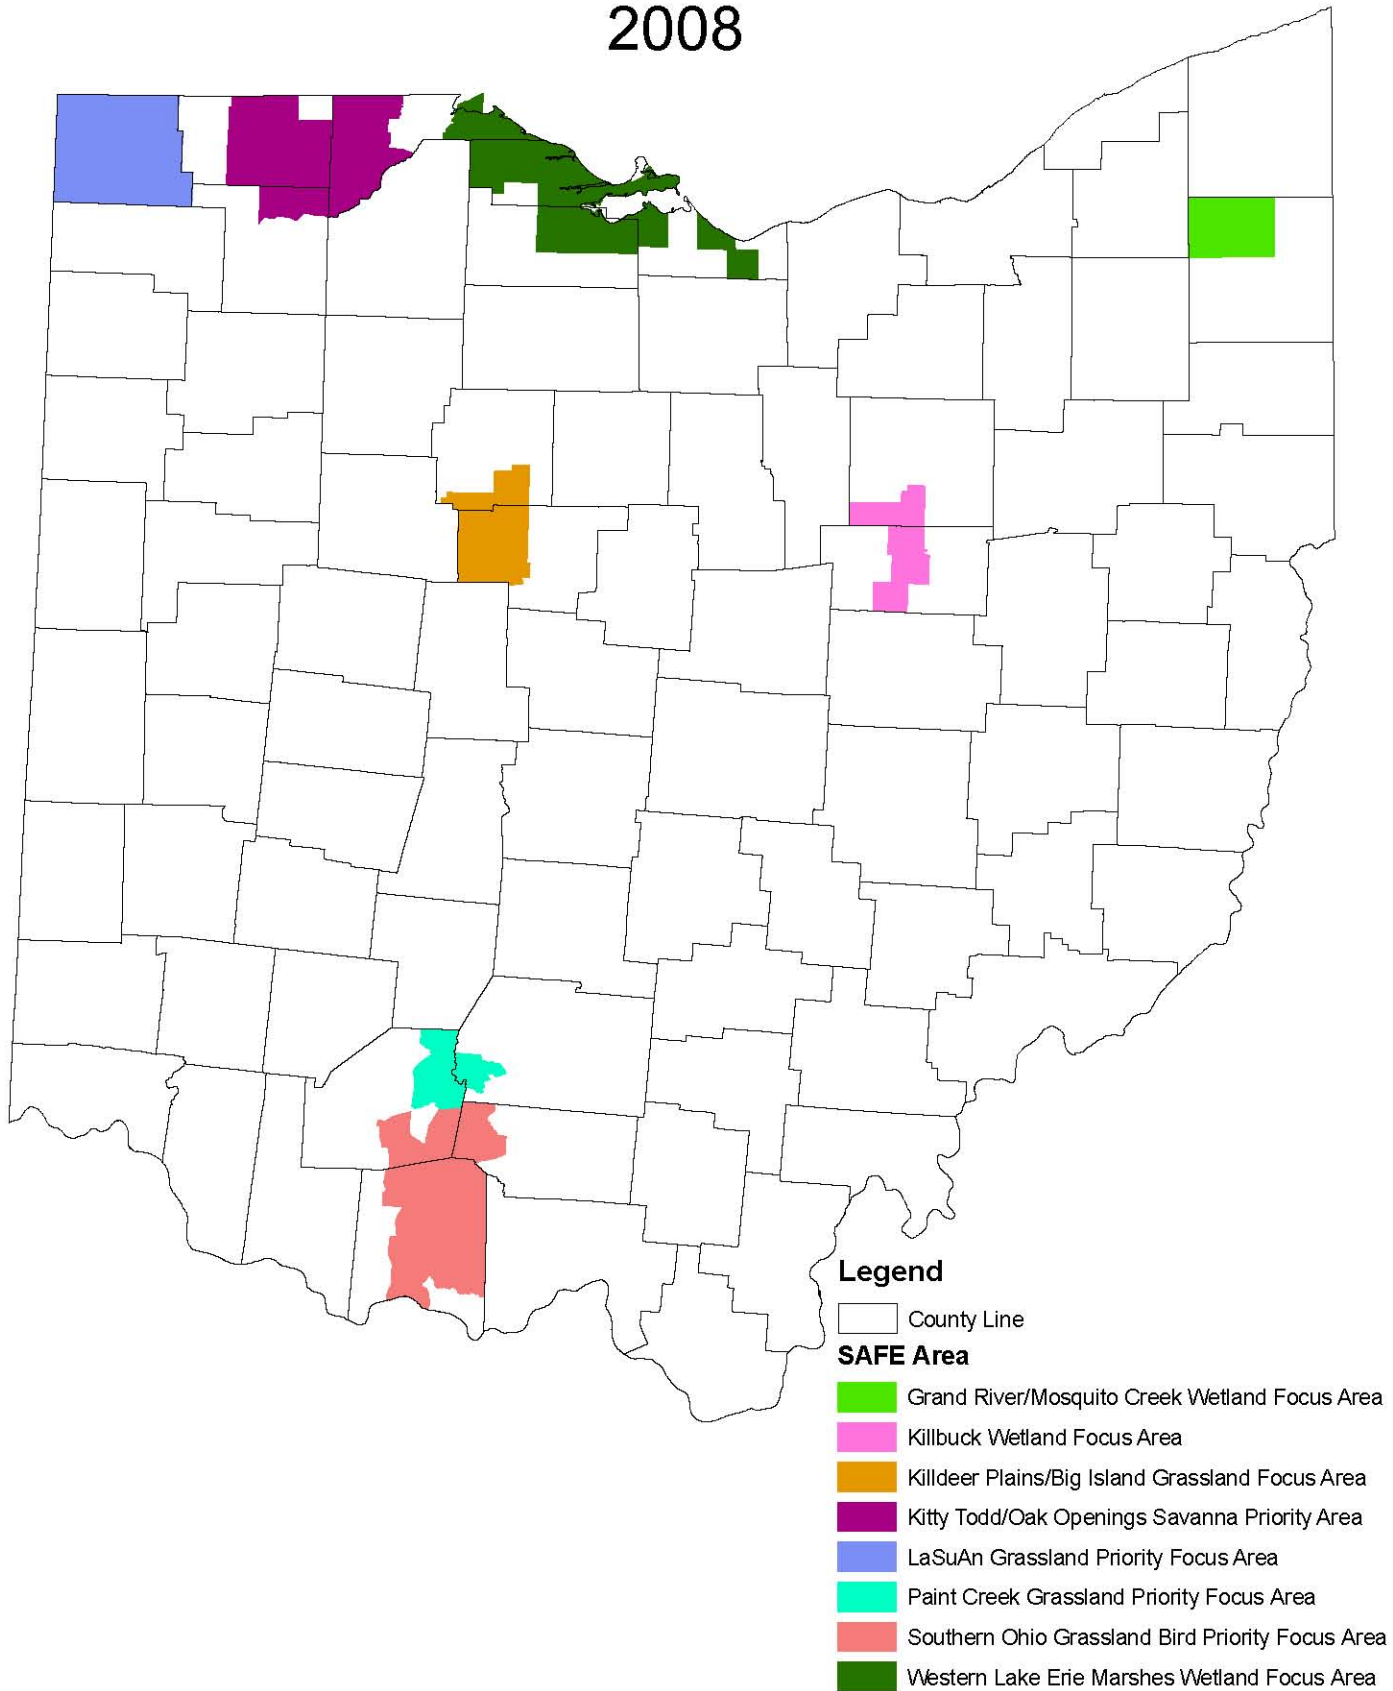 2008
Legend
County Line
SAFE Area
Grand River/Mosquito Creek Wetland Focus Area
Killbuck Wetland Focus Area
Killdeer Plains/Big Island Grassland Focus Area
Kitty Todd/Oak Openings Savanna Priority Area
LaSuAn Grassland Priority Focus Area
Paint Creek Grassland Priority Focus Area
Southern Ohio Grassland Bird Priority Focus Area
Western Lake Erie Marshes Wetland Focus Area